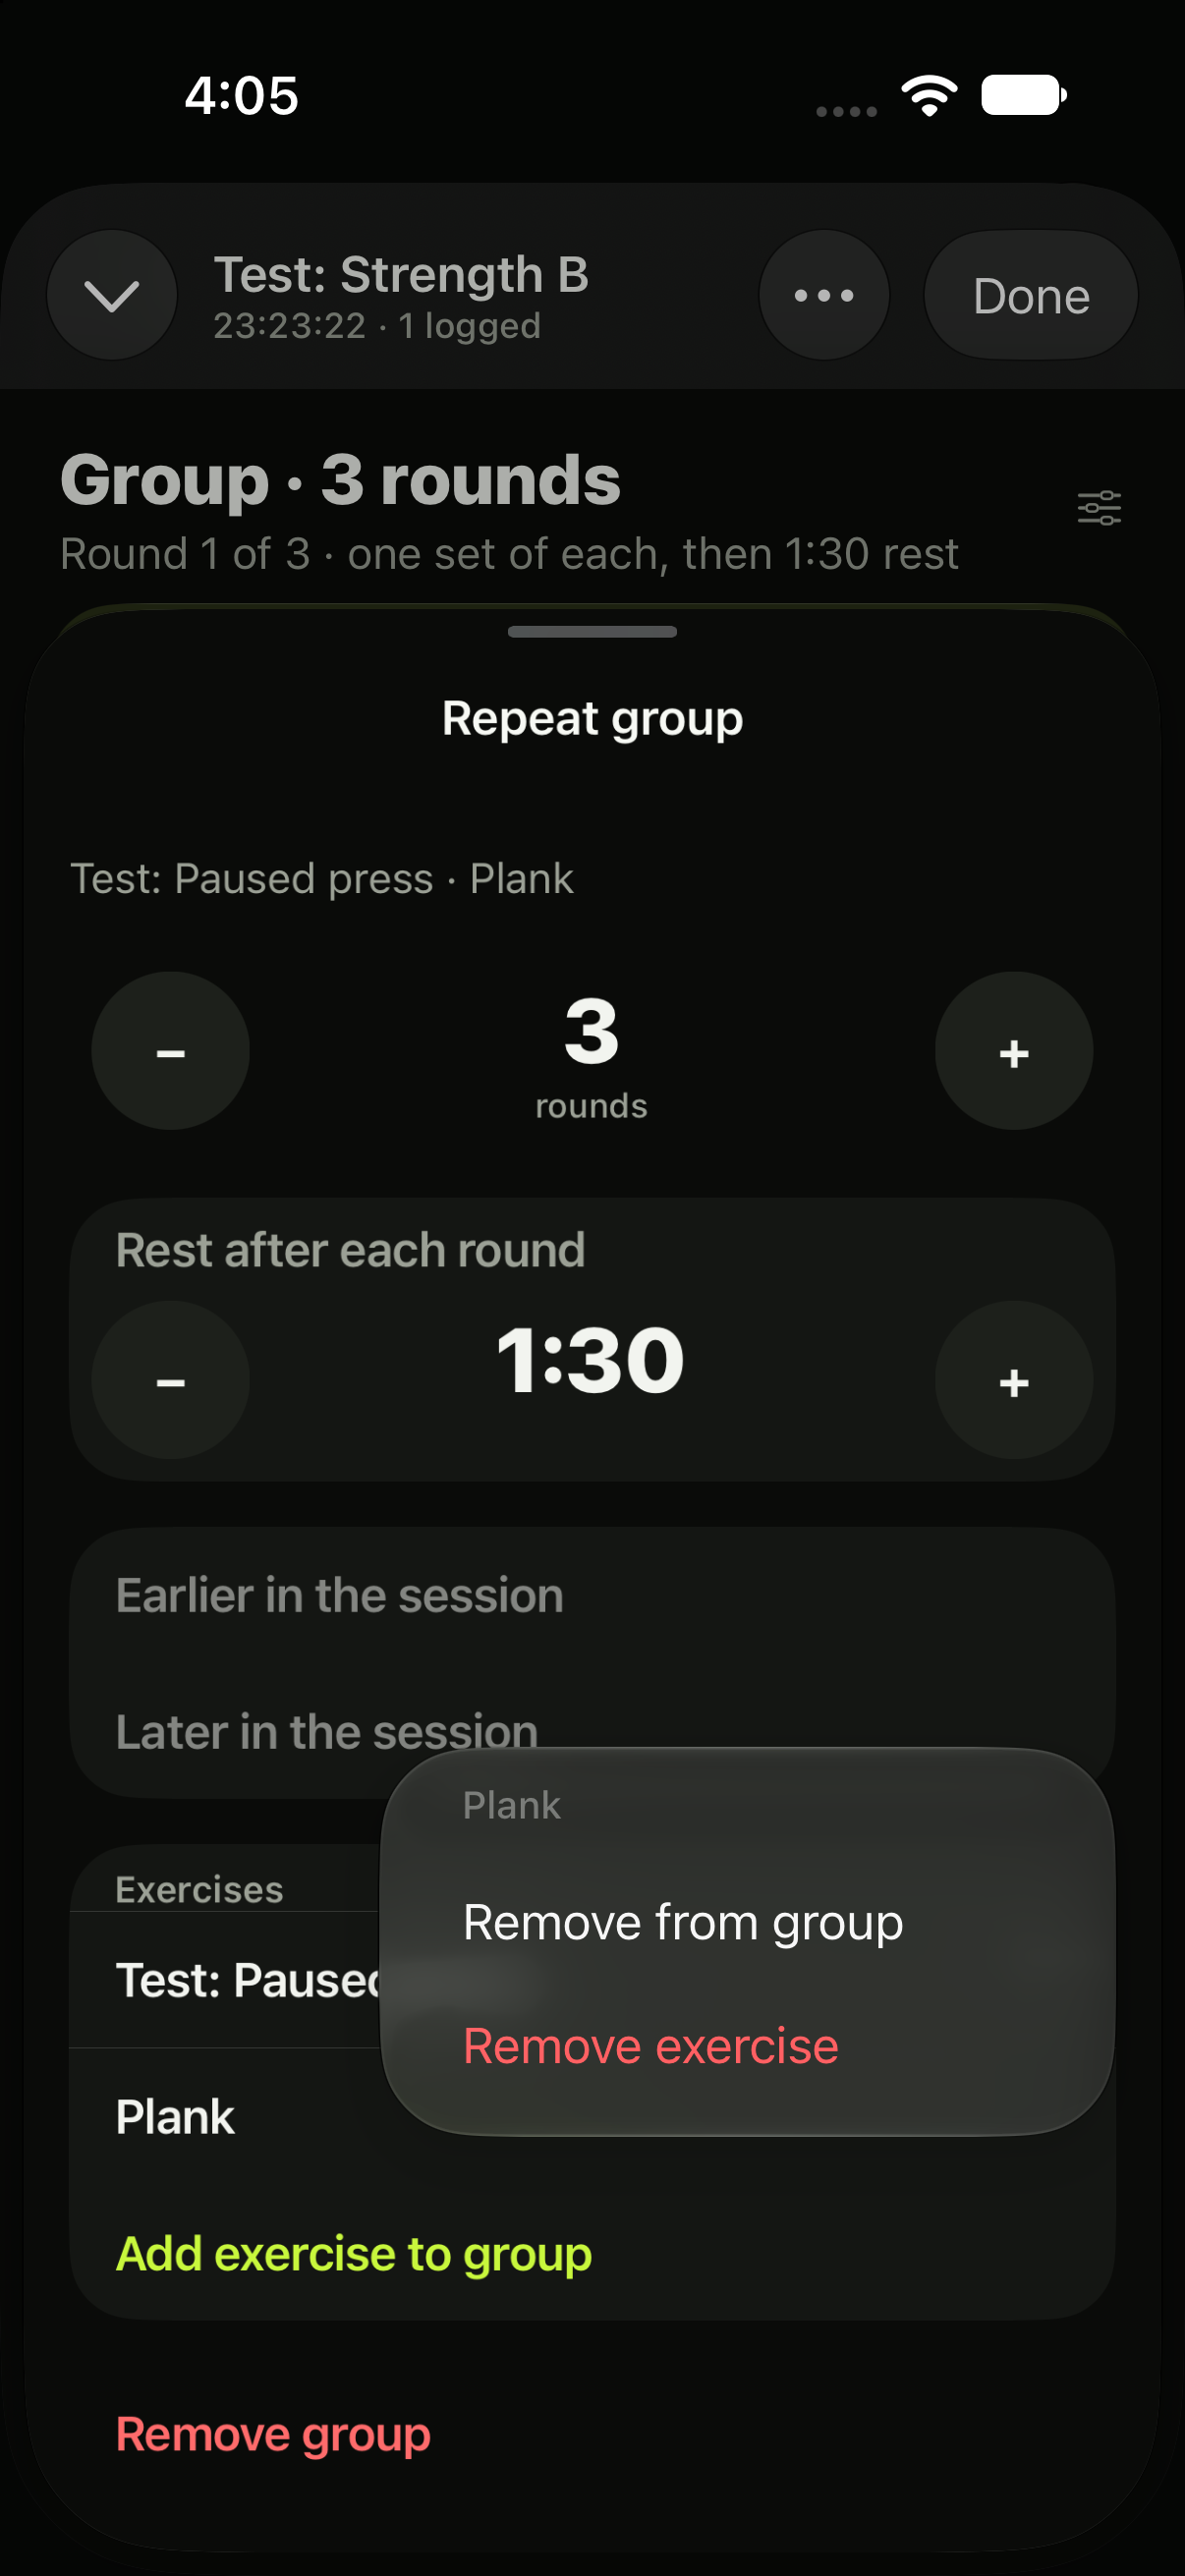 4:05
Test: Strength B
23:23:22 · 1 logged
Done
Group · 3 rounds
Round 1 of 3 · one set of each, then 1:30 rest
Repeat group
Test: Paused press · Plank
– 3 +
rounds
Rest after each round
– 1:30 +
Earlier in the session
Later in the session
Plank
Exercises
Remove from group
Test: Paused
Remove exercise
Plank
Add exercise to group
Remove group